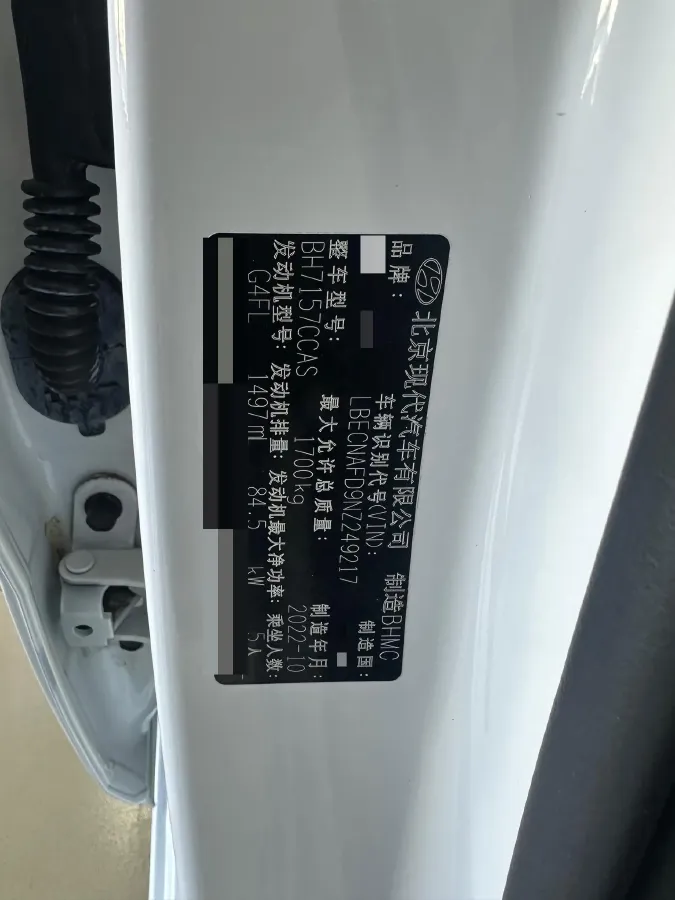 北京现代汽车有限公司 制造BHMC
品牌: 车辆识别代号(VIN): 制造国:
LBECNAFD9NZ249217
整车型号: 最大允许总质量: 制造年月:
BH7157CCAS 1700kg 2022-10
发动机型号: 发动机排量: 发动机最大净功率: 乘坐人数:
G4FL 1497ml 84.5 kW 5人